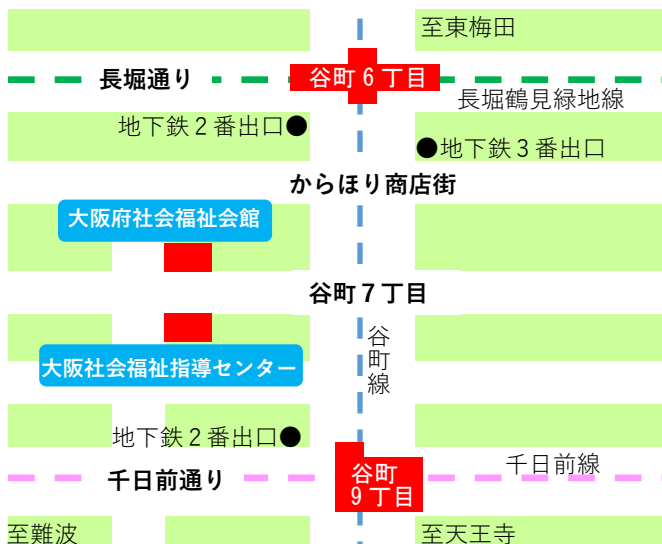 至東梅田
長堀通り
谷町6丁目
長堀鶴見緑地線
地下鉄2番出口●
●地下鉄3番出口
からほり商店街
大阪府社会福祉会館
谷町7丁目
谷町線
大阪社会福祉指導センター
地下鉄2番出口●
千日前線
千日前通り
谷町
9丁目
至難波
至天王寺